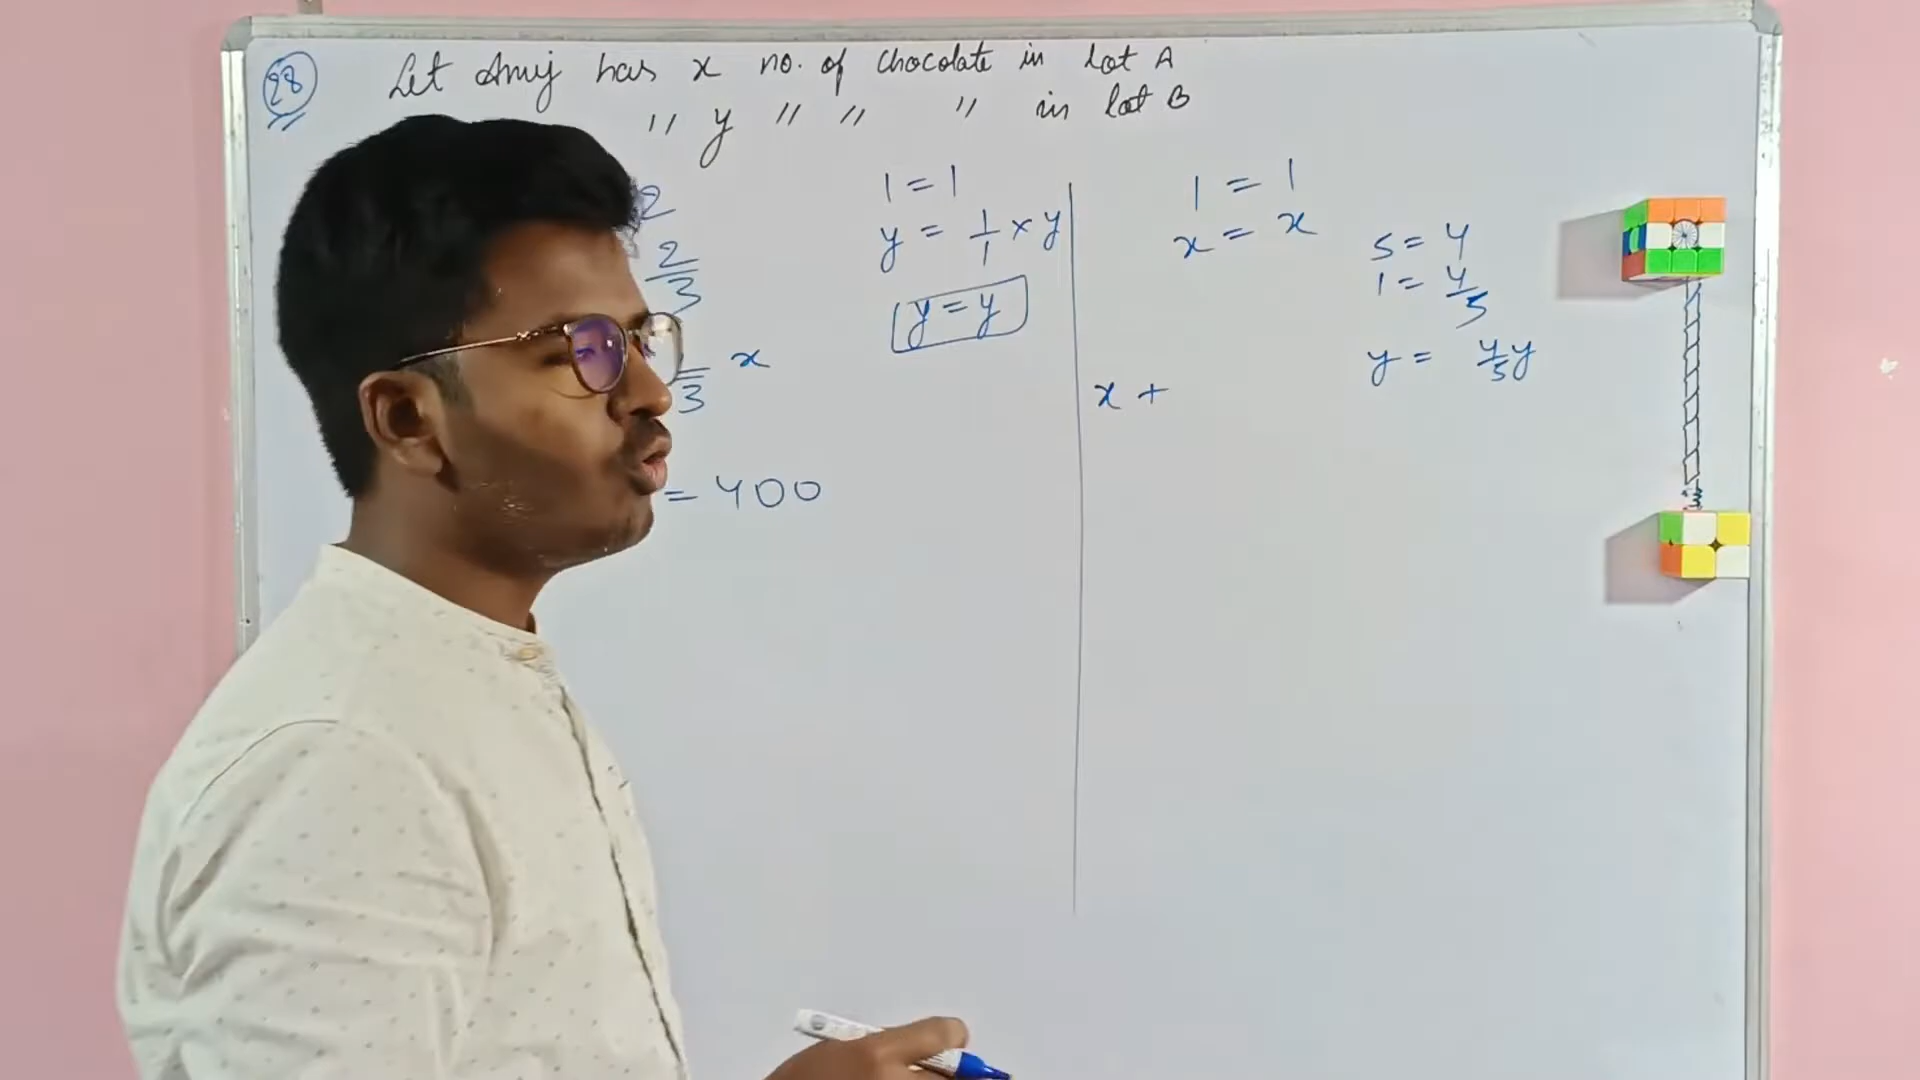 28
Let Anuj has x no. of chocolate in lot A
" y " " " in lot B
2
2/3
3 x
= 400
1 = 1
y = 1/1 × y
y = y
1 = 1
x = x
5 = 4
1 = 4/5
y = 4/5 y
x +